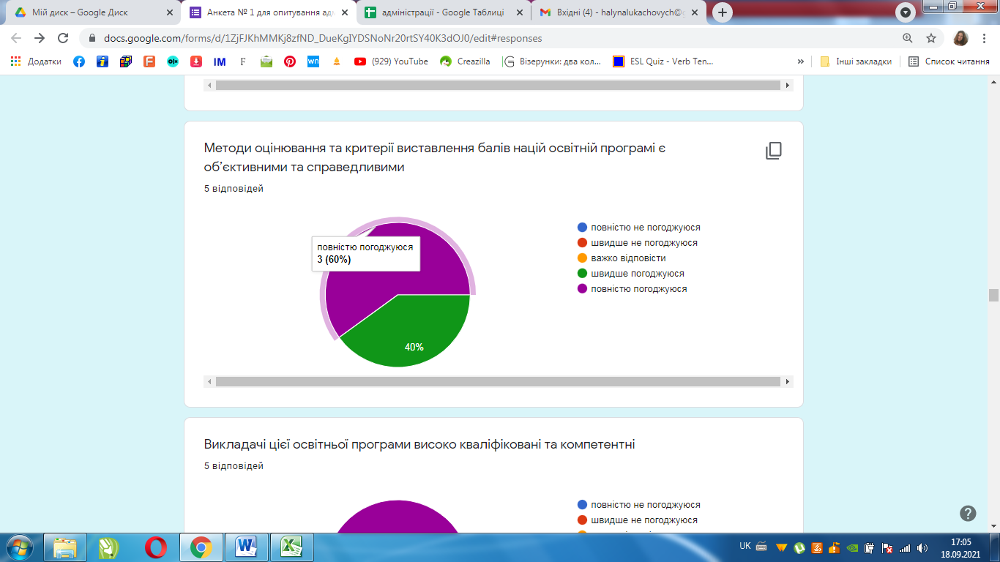 Мій диск – Google Диск
Анкета № 1 для опитування адм
адміністрації - Google Таблиці
Вхідні (4) - halynalukachovych@g
docs.google.com/forms/d/1ZjFJKhMMKj8zfND_DueKgIYDSNoNr20rtSY40K3dOJ0/edit#responses
Додатки
IM
F
wn
(929) YouTube
Creazilla
Візерунки: два кол...
ESL Quiz - Verb Ten...
»
Інші закладки
Список читання
Методи оцінювання та критерії виставлення балів націй освітній програмі є
об’єктивними та справедливими
5 відповідей
повністю погоджуюся
3 (60%)
40%
повністю не погоджуюся
швидше не погоджуюся
важко відповісти
швидше погоджуюся
повністю погоджуюся
Викладачі цієї освітньої програми високо кваліфіковані та компетентні
5 відповідей
повністю не погоджуюся
швидше не погоджуюся
UK
17:05
18.09.2021